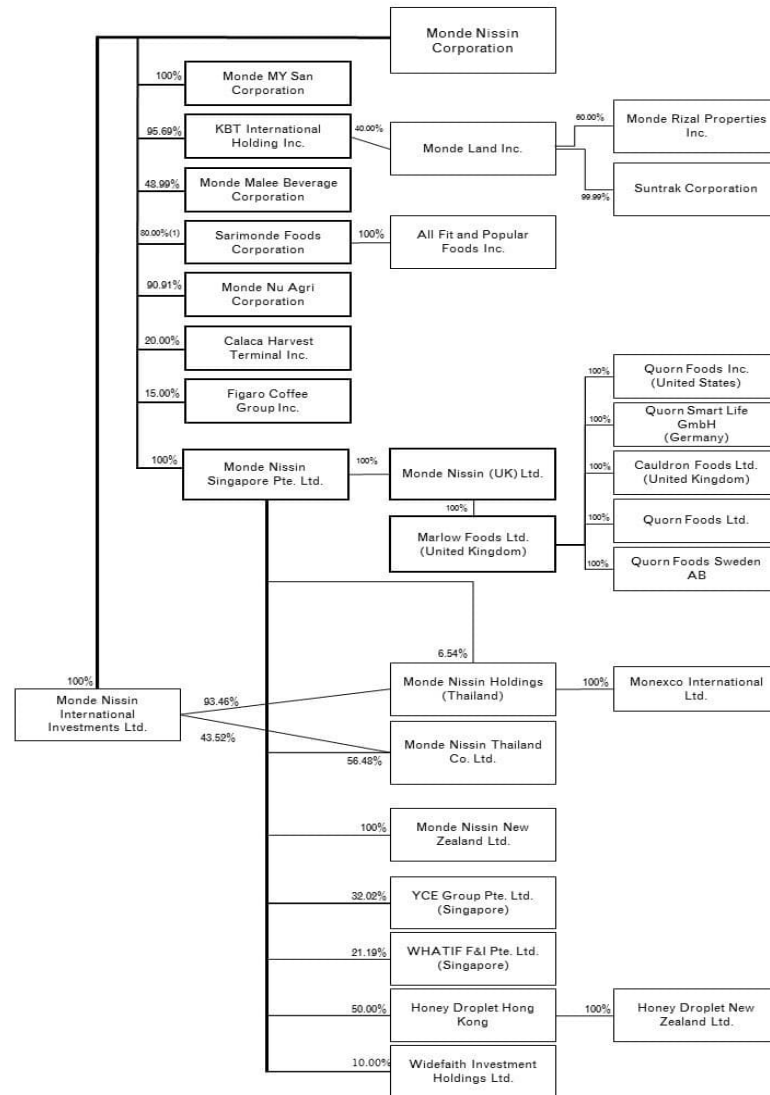 Monde Nissin
Corporation
100%
Monde MY San
Corporation
95.69%
KBT International
Holding Inc.
40.00%
Monde Land Inc.
60.00%
Monde Rizal Properties
Inc.
99.99%
Suntrak Corporation
48.99%
Monde Malee Beverage
Corporation
80.00%(1)
Sarimonde Foods
Corporation
100%
All Fit and Popular
Foods Inc.
90.91%
Monde Nu Agri
Corporation
20.00%
Calaca Harvest
Terminal Inc.
15.00%
Figaro Coffee
Group Inc.
100%
Monde Nissin
Singapore Pte. Ltd.
100%
Monde Nissin (UK) Ltd.
100%
Marlow Foods Ltd.
(United Kingdom)
100%
Quorn Foods Inc.
(United States)
100%
Quorn Smart Life
GmbH
(Germany)
100%
Cauldron Foods Ltd.
(United Kingdom)
100%
Quorn Foods Ltd.
100%
Quorn Foods Sweden
AB
100%
Monde Nissin
International
Investments Ltd.
93.46%
43.52%
6.54%
Monde Nissin Holdings
(Thailand)
100%
Monexco International
Ltd.
56.48%
Monde Nissin Thailand
Co. Ltd.
100%
Monde Nissin New
Zealand Ltd.
32.02%
YCE Group Pte. Ltd.
(Singapore)
21.19%
WHATIF F&I Pte. Ltd.
(Singapore)
50.00%
Honey Droplet Hong
Kong
100%
Honey Droplet New
Zealand Ltd.
10.00%
Widefaith Investment
Holdings Ltd.